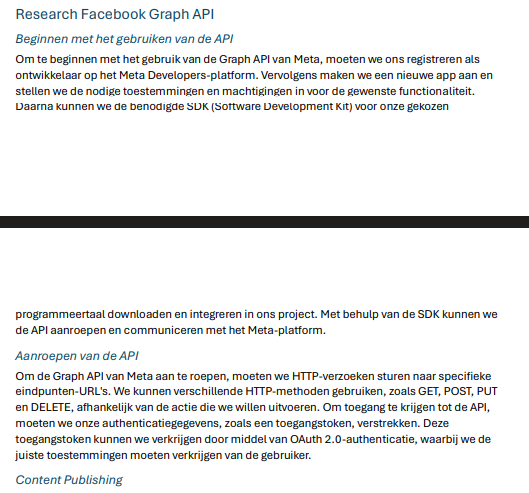 Research Facebook Graph API
Beginnen met het gebruiken van de API
Om te beginnen met het gebruik van de Graph API van Meta, moeten we ons registreren als
ontwikkelaar op het Meta Developers-platform. Vervolgens maken we een nieuwe app aan en
stellen we de nodige toestemmingen en machtigingen in voor de gewenste functionaliteit.
Daarna kunnen we de benodigde SDK (Software Development Kit) voor onze gekozen
programmeertaal downloaden en integreren in ons project. Met behulp van de SDK kunnen we
de API aanroepen en communiceren met het Meta-platform.
Aanroepen van de API
Om de Graph API van Meta aan te roepen, moeten we HTTP-verzoeken sturen naar specifieke
eindpunten-URL's. We kunnen verschillende HTTP-methoden gebruiken, zoals GET, POST, PUT
en DELETE, afhankelijk van de actie die we willen uitvoeren. Om toegang te krijgen tot de API,
moeten we onze authenticatiegegevens, zoals een toegangstoken, verstrekken. Deze
toegangstoken kunnen we verkrijgen door middel van OAuth 2.0-authenticatie, waarbij we de
juiste toestemmingen moeten verkrijgen van de gebruiker.
Content Publishing